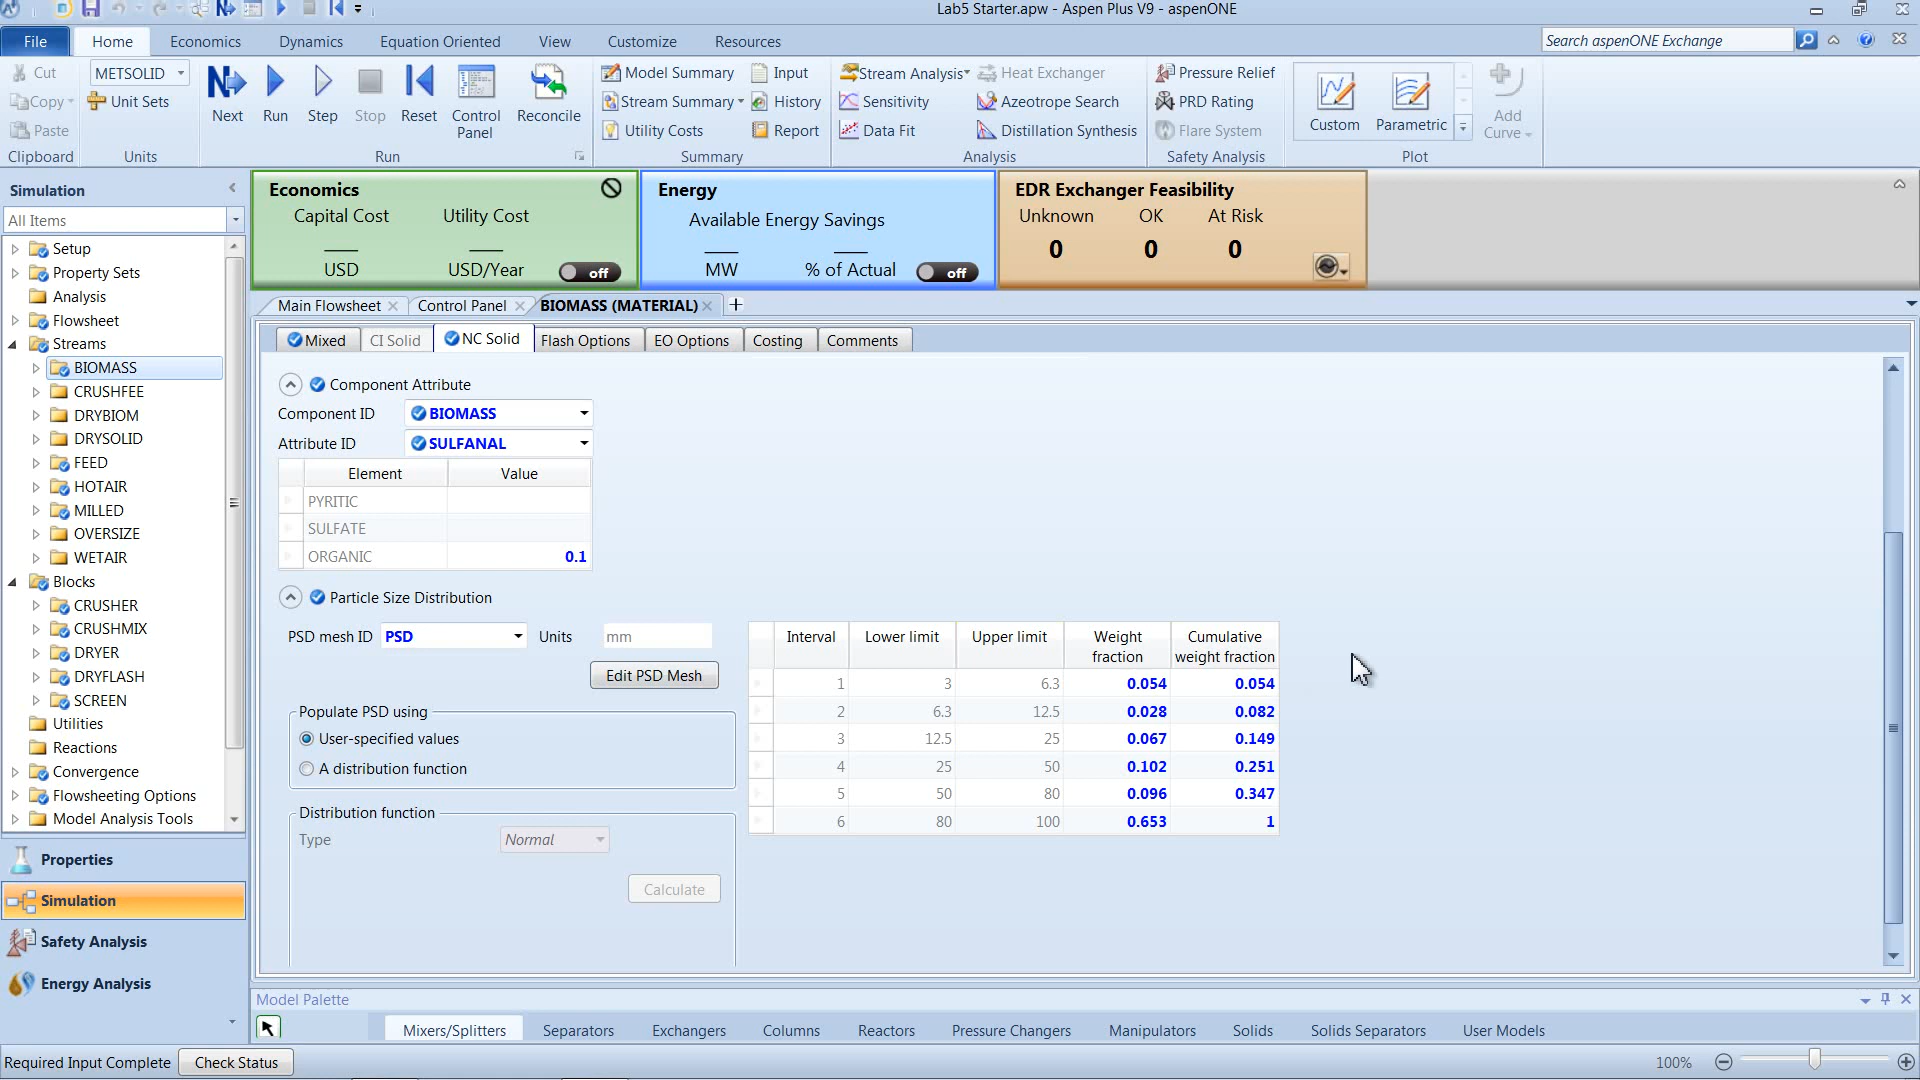 Lab5 Starter.apw - Aspen Plus V9 - aspenONE
File Home Economics Dynamics Equation Oriented View Customize Resources Search aspenONE Exchange
Cut METSOLID Model Summary Input Stream Analysis Heat Exchanger Pressure Relief
Copy Unit Sets Stream Summary History Sensitivity Azeotrope Search PRD Rating
Paste Next Run Step Stop Reset Control Panel Reconcile Utility Costs Report Data Fit Distillation Synthesis Flare System Custom Parametric Add Curve
Clipboard Units Run Summary Analysis Safety Analysis Plot
Simulation
All Items
Setup
Property Sets
Analysis
Flowsheet
Streams
BIOMASS
CRUSHFEE
DRYBIOM
DRYSOLID
FEED
HOTAIR
MILLED
OVERSIZE
WETAIR
Blocks
CRUSHER
CRUSHMIX
DRYER
DRYFLASH
SCREEN
Utilities
Reactions
Convergence
Flowsheeting Options
Model Analysis Tools
Properties
Simulation
Safety Analysis
Energy Analysis
Economics
Capital Cost Utility Cost
USD USD/Year off
Energy
Available Energy Savings
MW % of Actual off
EDR Exchanger Feasibility
Unknown OK At Risk
0 0 0
Main Flowsheet Control Panel BIOMASS (MATERIAL) +
Mixed CI Solid NC Solid Flash Options EO Options Costing Comments
Component Attribute
Component ID BIOMASS
Attribute ID SULFANAL
Element Value
PYRITIC
SULFATE
ORGANIC 0.1
Particle Size Distribution
PSD mesh ID PSD Units mm
Edit PSD Mesh
Populate PSD using
User-specified values
A distribution function
Distribution function
Type Normal
Calculate
Interval Lower limit Upper limit Weight fraction Cumulative weight fraction
1 3 6.3 0.054 0.054
2 6.3 12.5 0.028 0.082
3 12.5 25 0.067 0.149
4 25 50 0.102 0.251
5 50 80 0.096 0.347
6 80 100 0.653 1
Model Palette
Mixers/Splitters Separators Exchangers Columns Reactors Pressure Changers Manipulators Solids Solids Separators User Models
Required Input Complete Check Status 100%